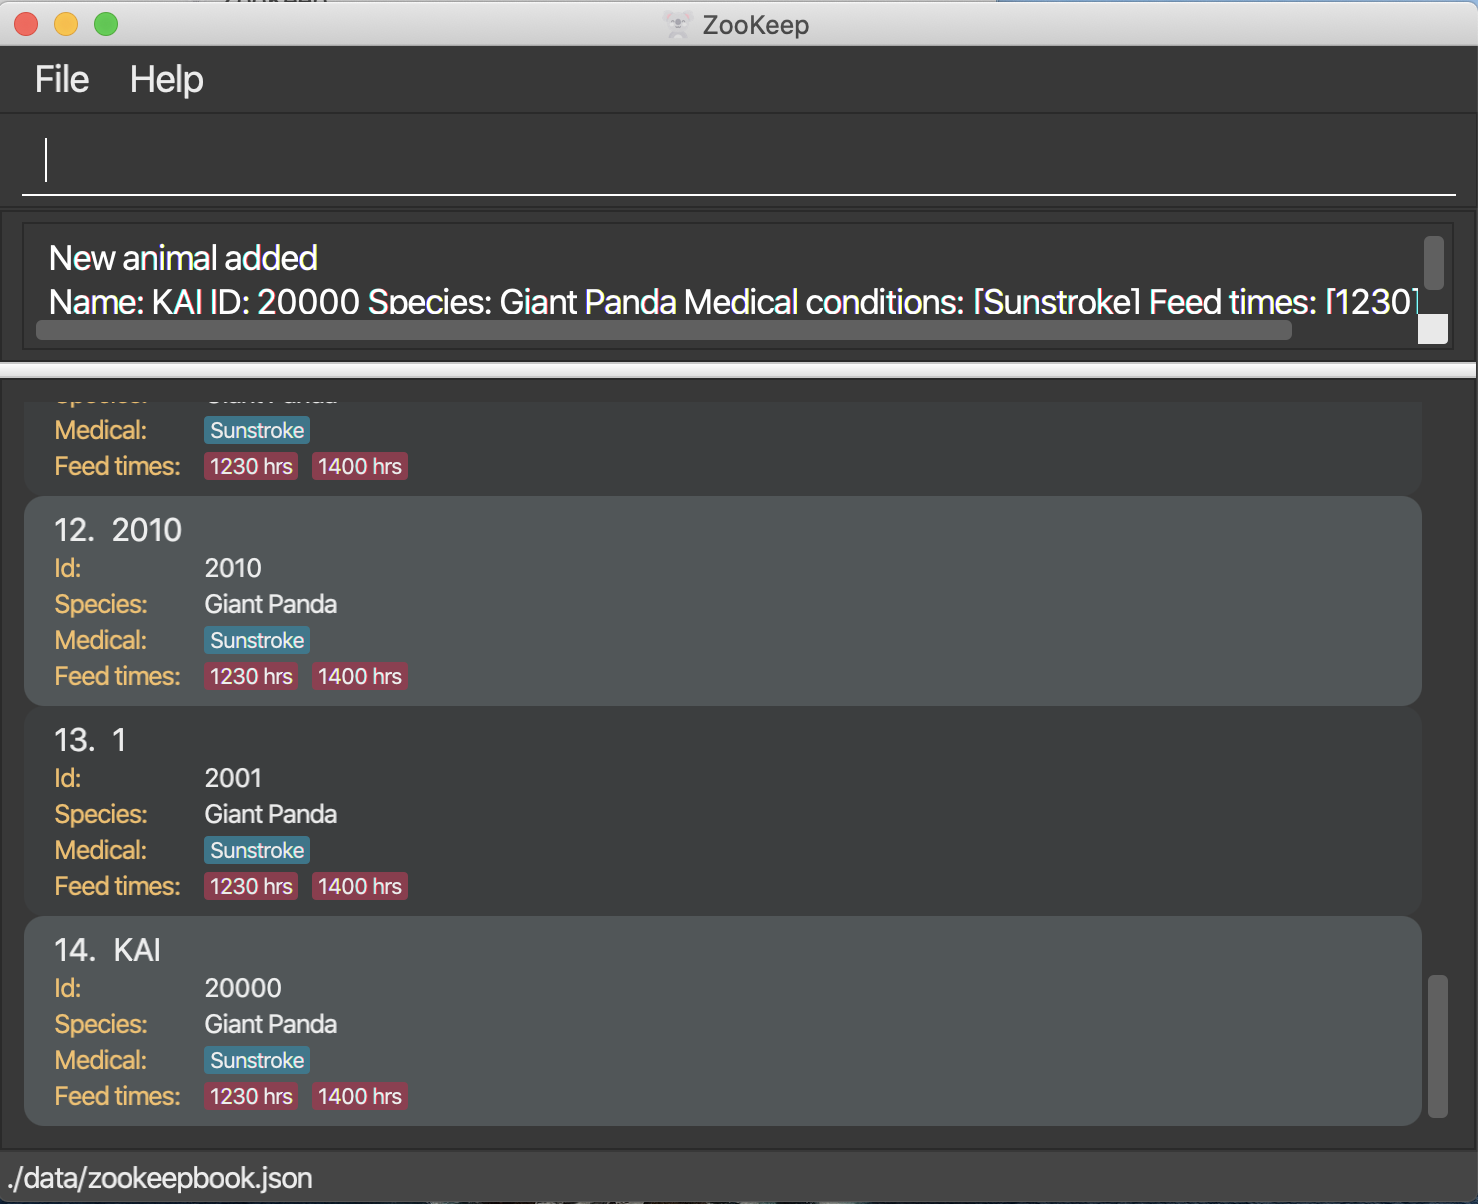 ZooKeep
File Help
New animal added
Name: KAI ID: 20000 Species: Giant Panda Medical conditions: [Sunstroke] Feed times: [1230]
Species: Giant Panda
Medical: Sunstroke
Feed times: 1230 hrs 1400 hrs
12. 2010
Id: 2010
Species: Giant Panda
Medical: Sunstroke
Feed times: 1230 hrs 1400 hrs
13. 1
Id: 2001
Species: Giant Panda
Medical: Sunstroke
Feed times: 1230 hrs 1400 hrs
14. KAI
Id: 20000
Species: Giant Panda
Medical: Sunstroke
Feed times: 1230 hrs 1400 hrs
./data/zookeepbook.json